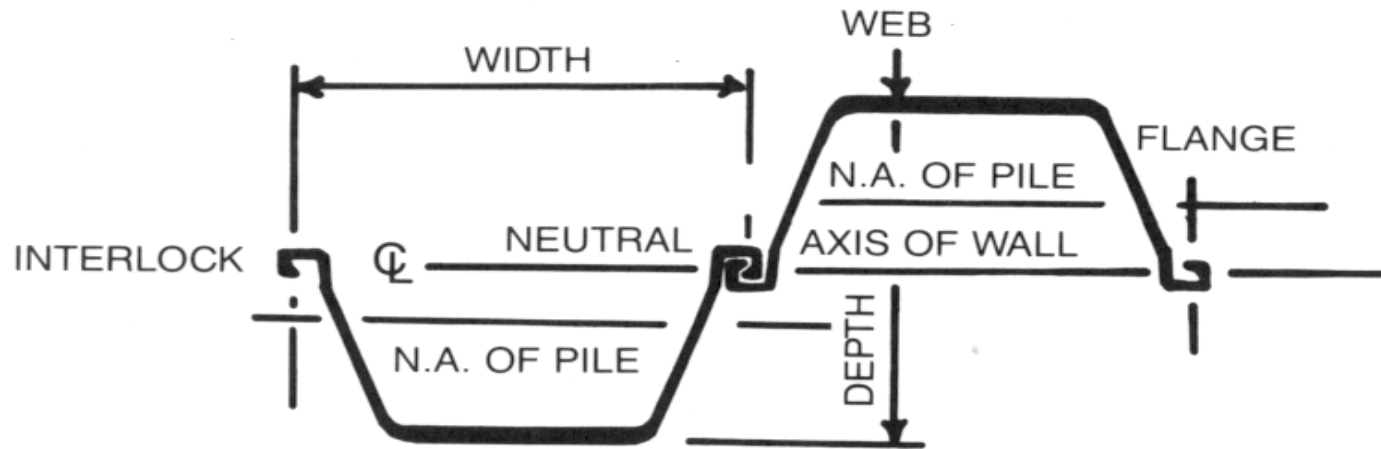 WEB
WIDTH
FLANGE
N.A. OF PILE
INTERLOCK
℄
NEUTRAL
AXIS OF WALL
DEPTH
N.A. OF PILE